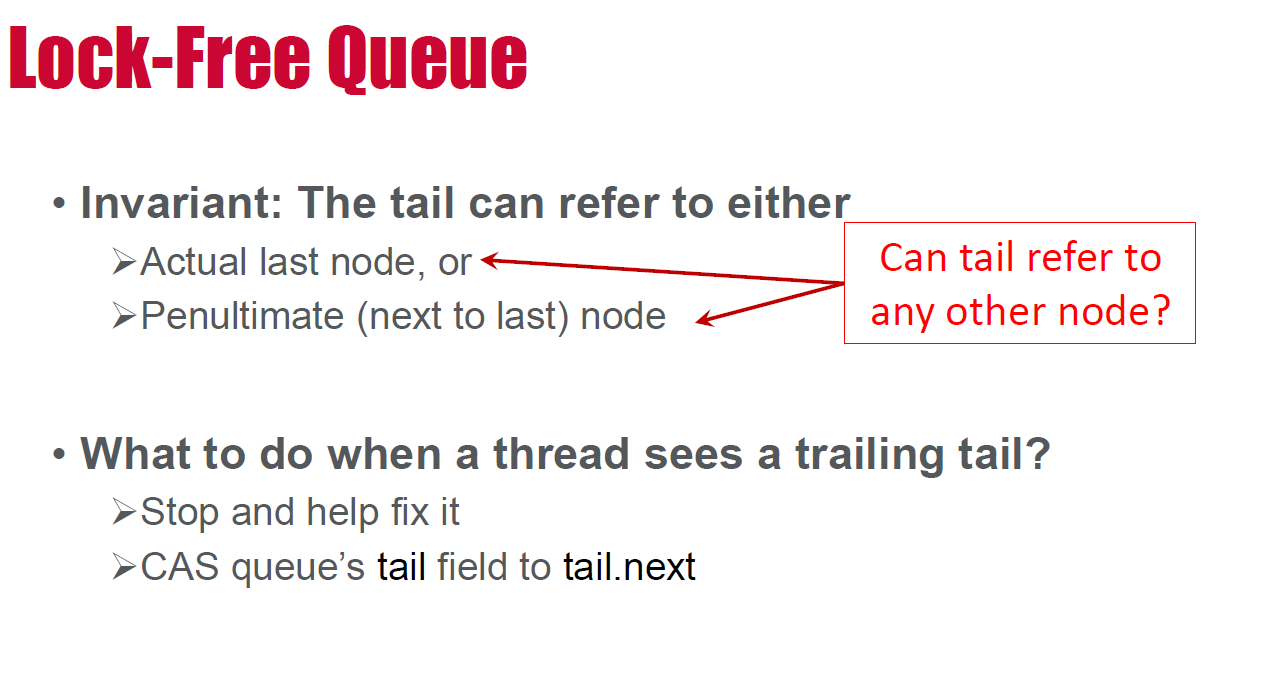 Lock-Free Queue
• Invariant: The tail can refer to either
➢Actual last node, or
➢Penultimate (next to last) node
Can tail refer to
any other node?
• What to do when a thread sees a trailing tail?
➢Stop and help fix it
➢CAS queue’s tail field to tail.next